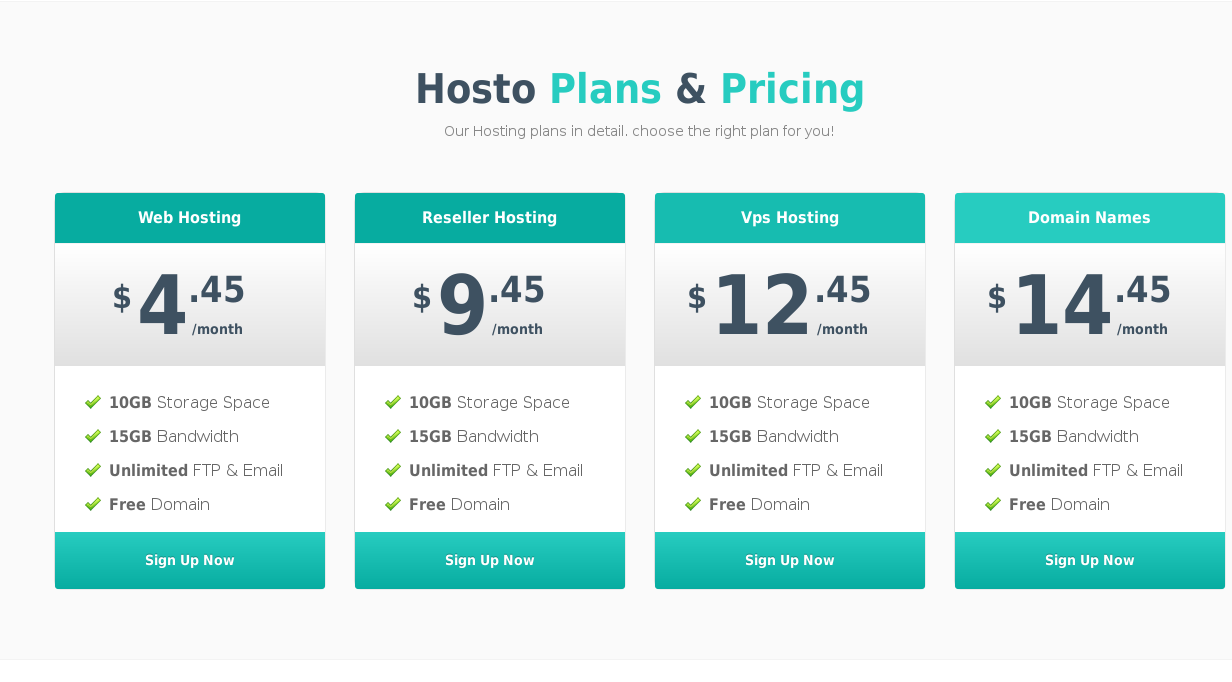 Hosto Plans & Pricing
Our Hosting plans in detail. choose the right plan for you!
Web Hosting
$4.45
/month
10GB Storage Space
15GB Bandwidth
Unlimited FTP & Email
Free Domain
Sign Up Now
Reseller Hosting
$9.45
/month
10GB Storage Space
15GB Bandwidth
Unlimited FTP & Email
Free Domain
Sign Up Now
Vps Hosting
$12.45
/month
10GB Storage Space
15GB Bandwidth
Unlimited FTP & Email
Free Domain
Sign Up Now
Domain Names
$14.45
/month
10GB Storage Space
15GB Bandwidth
Unlimited FTP & Email
Free Domain
Sign Up Now